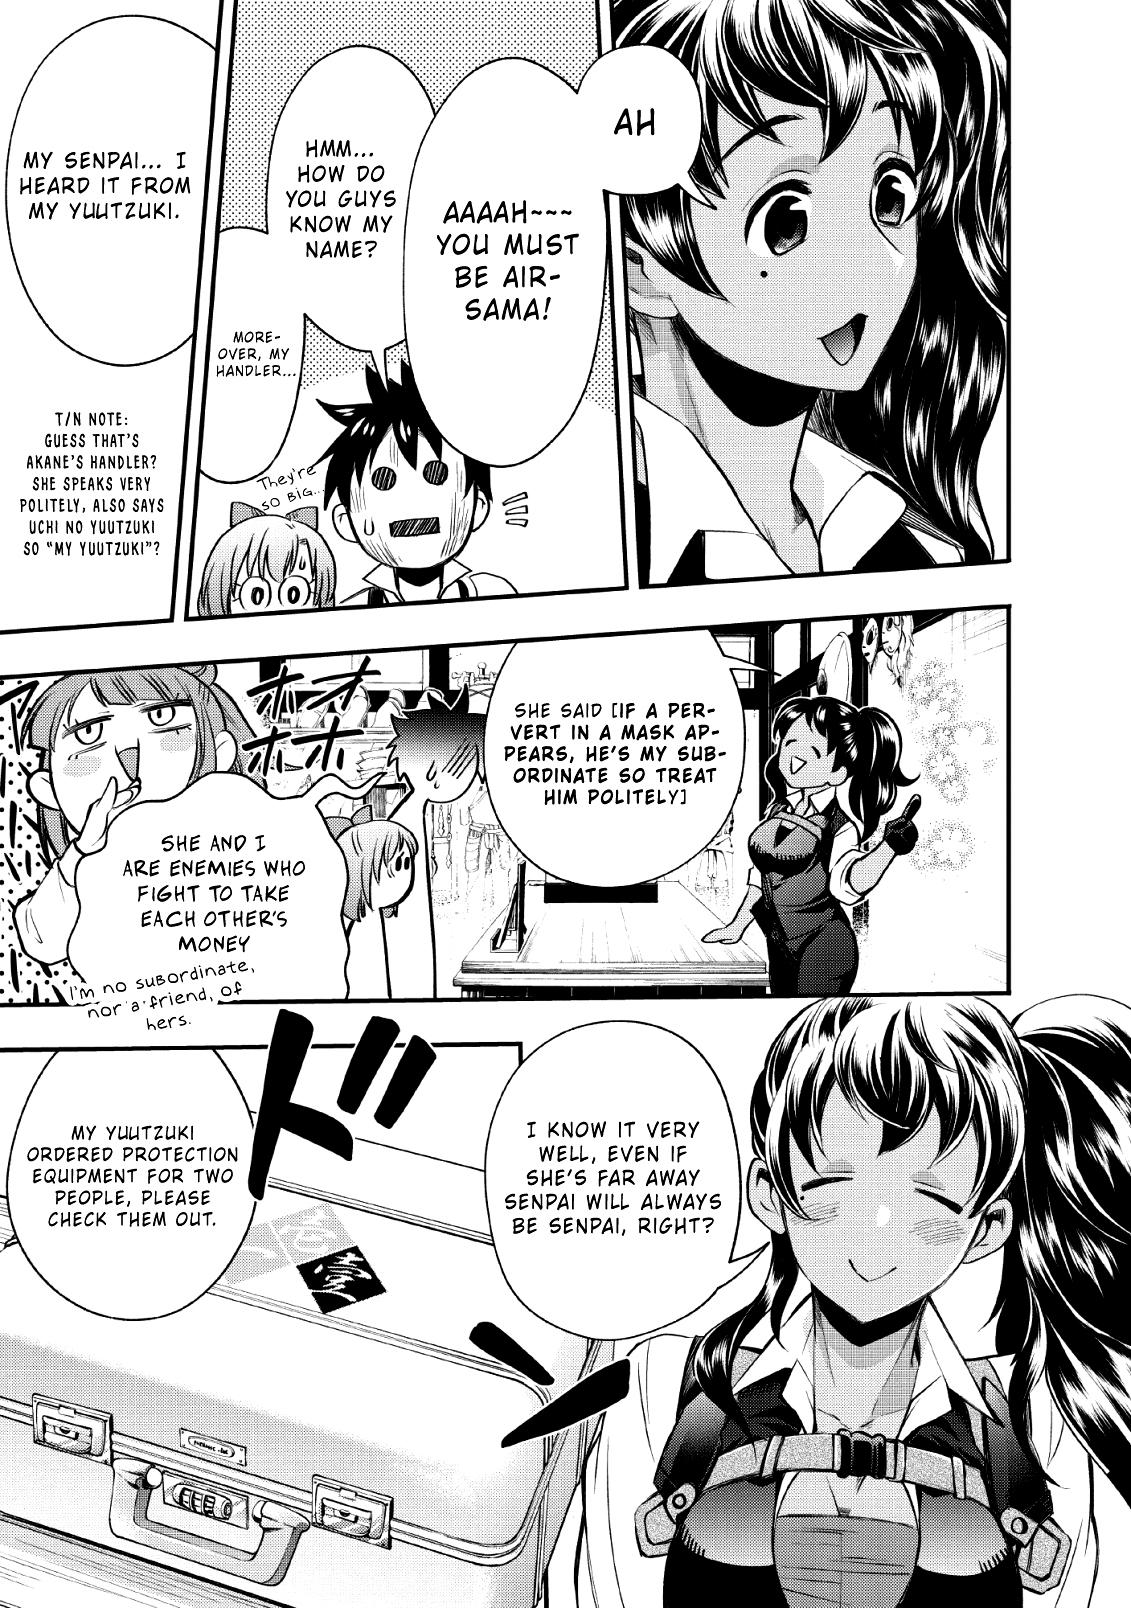 AH
AAAAH~~~
YOU MUST
BE AIR-
SAMA!
HMM...
HOW DO
YOU GUYS
KNOW MY
NAME?
MORE-
OVER, MY
HANDLER...
They're
so big...
MY SENPAI... I
HEARD IT FROM
MY YUUTZUKI.
T/N NOTE:
GUESS THAT'S
AKANE'S HANDLER?
SHE SPEAKS VERY
POLITELY, ALSO SAYS
UCHI NO YUUTZUKI
SO "MY YUUTZUKI"?
SHE SAID [IF A PER-
VERT IN A MASK AP-
PEARS, HE'S MY SUB-
ORDINATE SO TREAT
HIM POLITELY]
ホホホ
ホホホ
SHE AND I
ARE ENEMIES WHO
FIGHT TO TAKE
EACH OTHER'S
MONEY
I'm no subordinate,
nor a friend, of
hers.
I KNOW IT VERY
WELL, EVEN IF
SHE'S FAR AWAY
SENPAI WILL ALWAYS
BE SENPAI, RIGHT?
ドン
MY YUUTZUKI
ORDERED PROTECTION
EQUIPMENT FOR TWO
PEOPLE, PLEASE
CHECK THEM OUT.